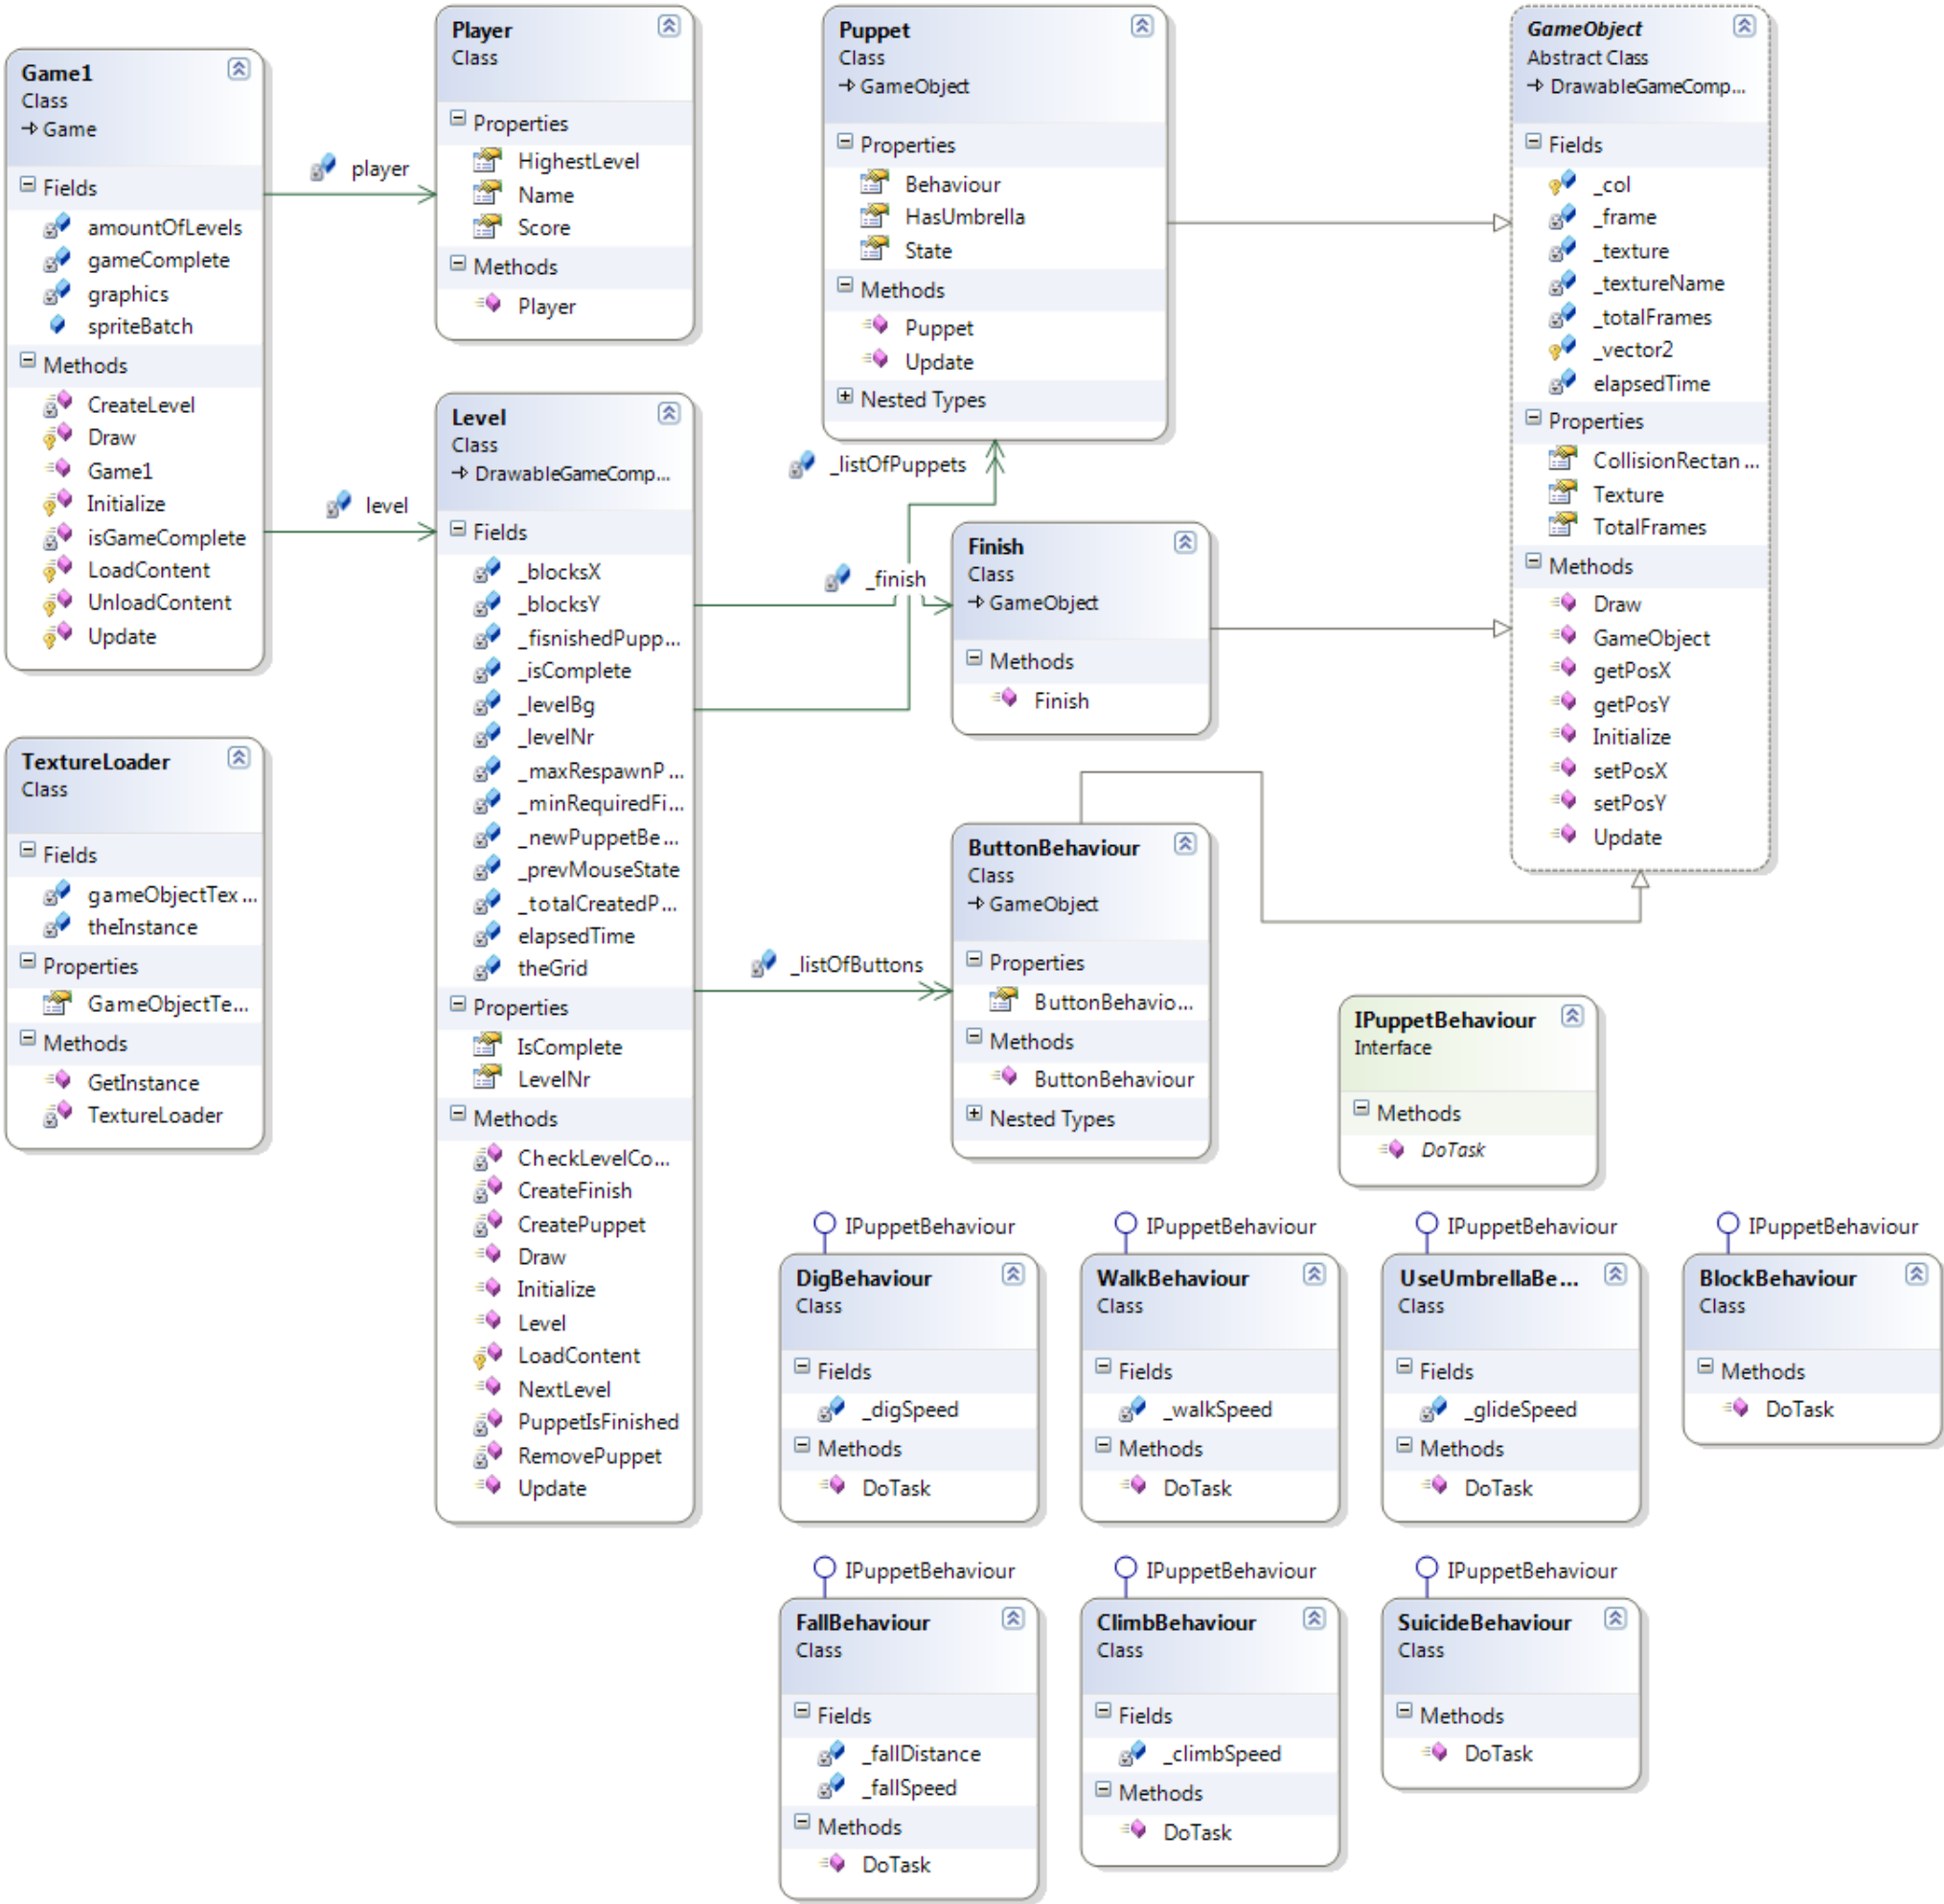 Game1
Class
Game
Fields
amountOfLevels
gameComplete
graphics
spriteBatch
Methods
CreateLevel
Draw
Game1
Initialize
isGameComplete
LoadContent
UnloadContent
Update
player
level
TextureLoader
Class
Fields
gameObjectTex...
theInstance
Properties
GameObjectTe...
Methods
GetInstance
TextureLoader
Player
Class
Properties
HighestLevel
Name
Score
Methods
Player
Level
Class
DrawableGameComp...
Fields
_blocksX
_blocksY
_fisnishedPupp...
_isComplete
_levelBg
_levelNr
_maxRespawnP...
_minRequiredFi...
_newPuppetBe...
_prevMouseState
_totalCreatedP...
elapsedTime
theGrid
Properties
IsComplete
LevelNr
Methods
CheckLevelCo...
CreateFinish
CreatePuppet
Draw
Initialize
Level
LoadContent
NextLevel
PuppetIsFinished
RemovePuppet
Update
Puppet
Class
GameObject
Properties
Behaviour
HasUmbrella
State
Methods
Puppet
Update
Nested Types
_listOfPuppets
_finish
_listOfButtons
Finish
Class
GameObject
Methods
Finish
ButtonBehaviour
Class
GameObject
Properties
ButtonBehavio...
Methods
ButtonBehaviour
Nested Types
GameObject
Abstract Class
DrawableGameComp...
Fields
_col
_frame
_texture
_textureName
_totalFrames
_vector2
elapsedTime
Properties
CollisionRectan...
Texture
TotalFrames
Methods
Draw
GameObject
getPosX
getPosY
Initialize
setPosX
setPosY
Update
IPuppetBehaviour
Interface
Methods
DoTask
IPuppetBehaviour
DigBehaviour
Class
Fields
_digSpeed
Methods
DoTask
IPuppetBehaviour
WalkBehaviour
Class
Fields
_walkSpeed
Methods
DoTask
IPuppetBehaviour
UseUmbrellaBe...
Class
Fields
_glideSpeed
Methods
DoTask
IPuppetBehaviour
BlockBehaviour
Class
Methods
DoTask
IPuppetBehaviour
FallBehaviour
Class
Fields
_fallDistance
_fallSpeed
Methods
DoTask
IPuppetBehaviour
ClimbBehaviour
Class
Fields
_climbSpeed
Methods
DoTask
IPuppetBehaviour
SuicideBehaviour
Class
Methods
DoTask